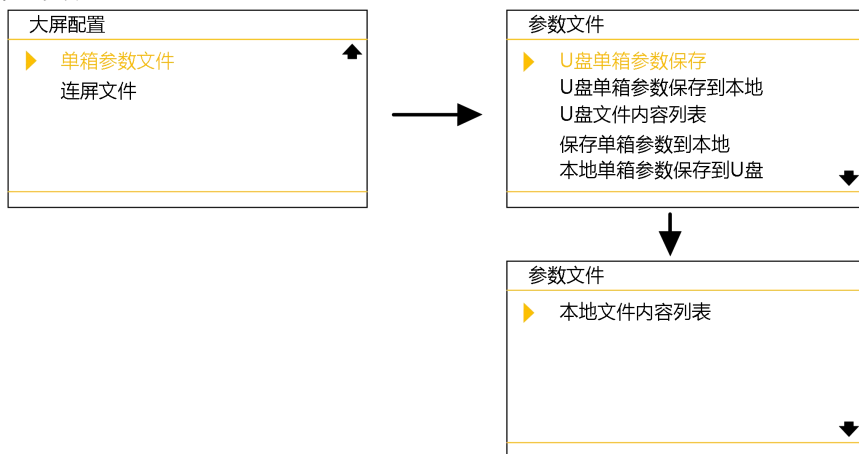 大屏配置
单箱参数文件
连屏文件
参数文件
U盘单箱参数保存
U盘单箱参数保存到本地
U盘文件内容列表
保存单箱参数到本地
本地单箱参数保存到U盘
参数文件
本地文件内容列表